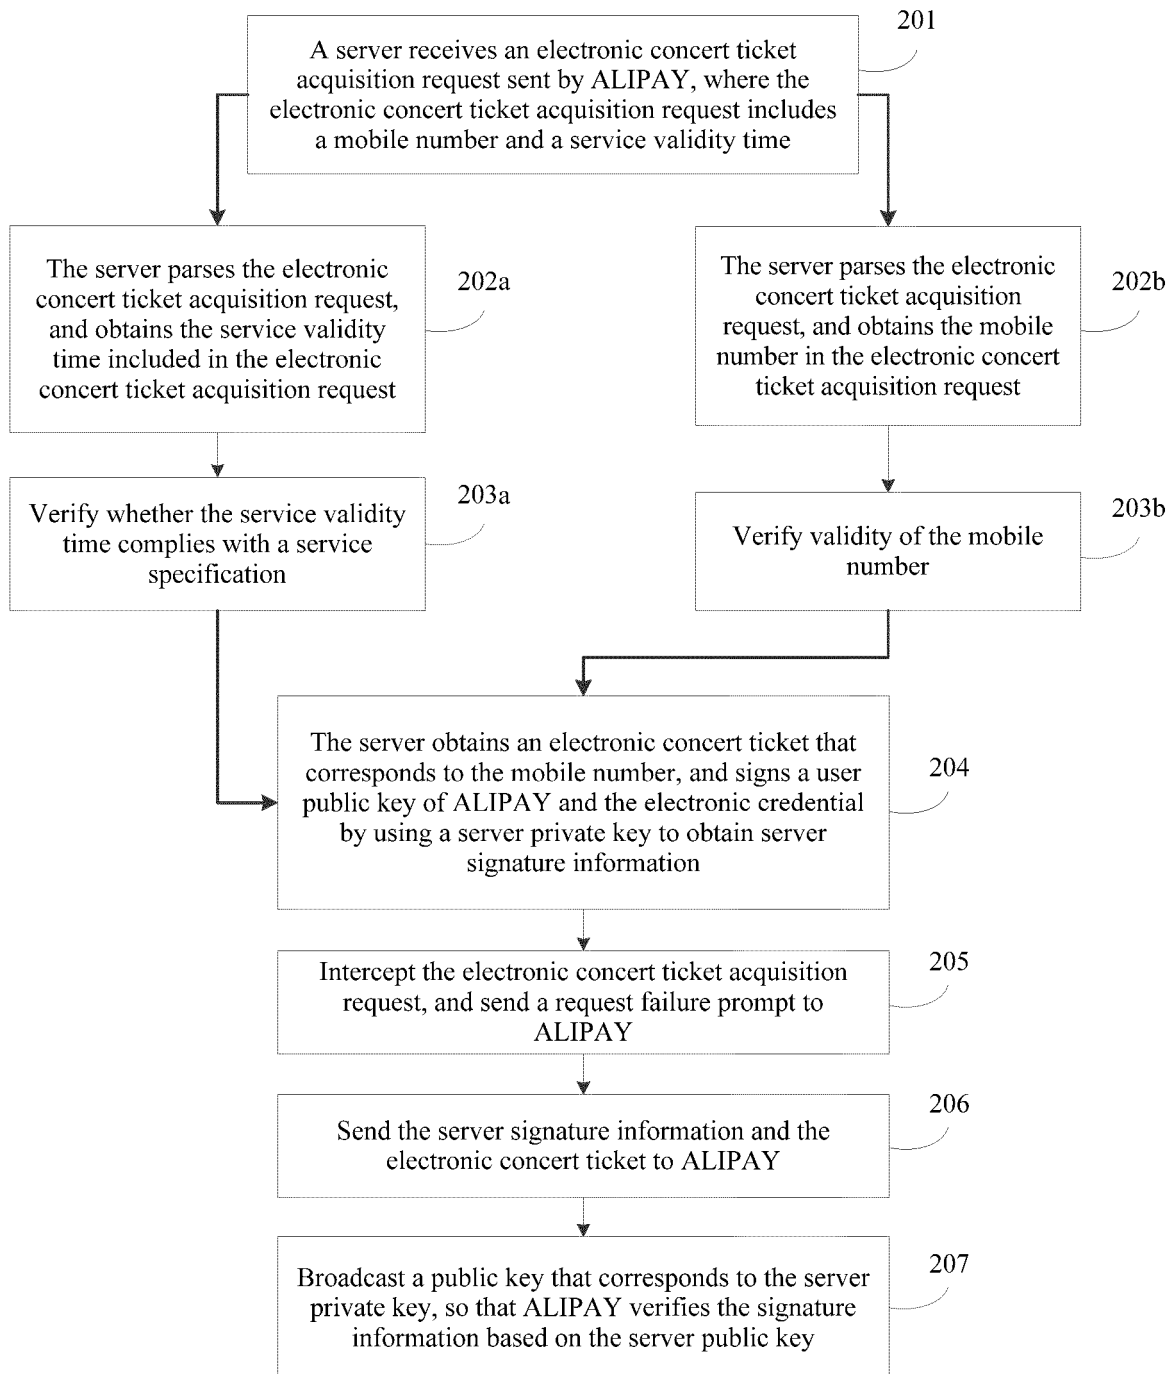 201
A server receives an electronic concert ticket
acquisition request sent by ALIPAY, where the
electronic concert ticket acquisition request includes
a mobile number and a service validity time
The server parses the electronic
concert ticket acquisition request,
and obtains the service validity
time included in the electronic
concert ticket acquisition request
202a
The server parses the electronic
concert ticket acquisition
request, and obtains the mobile
number in the electronic concert
ticket acquisition request
202b
Verify whether the service validity
time complies with a service
specification
203a
Verify validity of the mobile
number
203b
The server obtains an electronic concert ticket that
corresponds to the mobile number, and signs a user
public key of ALIPAY and the electronic credential
by using a server private key to obtain server
signature information
204
Intercept the electronic concert ticket acquisition
request, and send a request failure prompt to
ALIPAY
205
Send the server signature information and the
electronic concert ticket to ALIPAY
206
Broadcast a public key that corresponds to the server
private key, so that ALIPAY verifies the signature
information based on the server public key
207